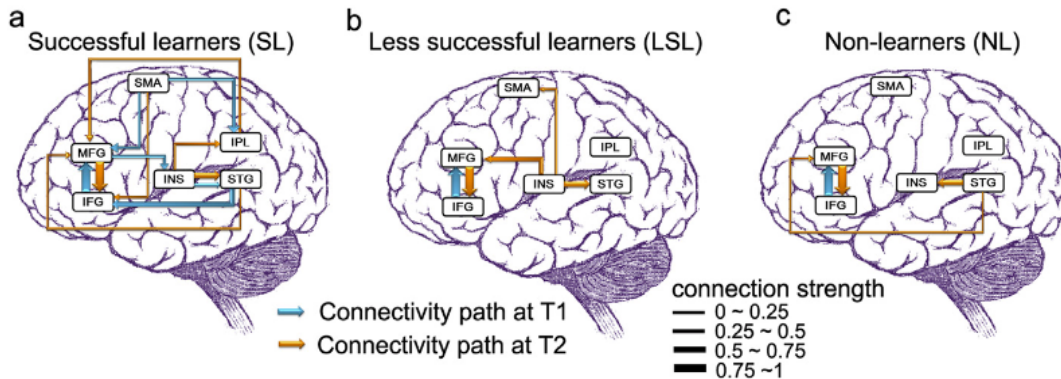 a
Successful learners (SL)
SMA
MFG
IPL
INS
STG
IFG
b
Less successful learners (LSL)
SMA
MFG
IPL
INS
STG
IFG
c
Non-learners (NL)
SMA
MFG
IPL
INS
STG
IFG
Connectivity path at T1
Connectivity path at T2
connection strength
0 ~ 0.25
0.25 ~ 0.5
0.5 ~ 0.75
0.75 ~1